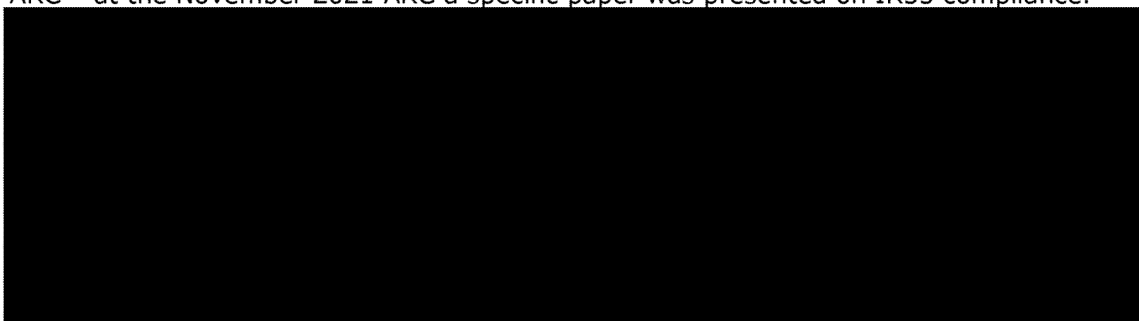 ARC – at the November 2021 ARC a specific paper was presented on IR35 compliance.